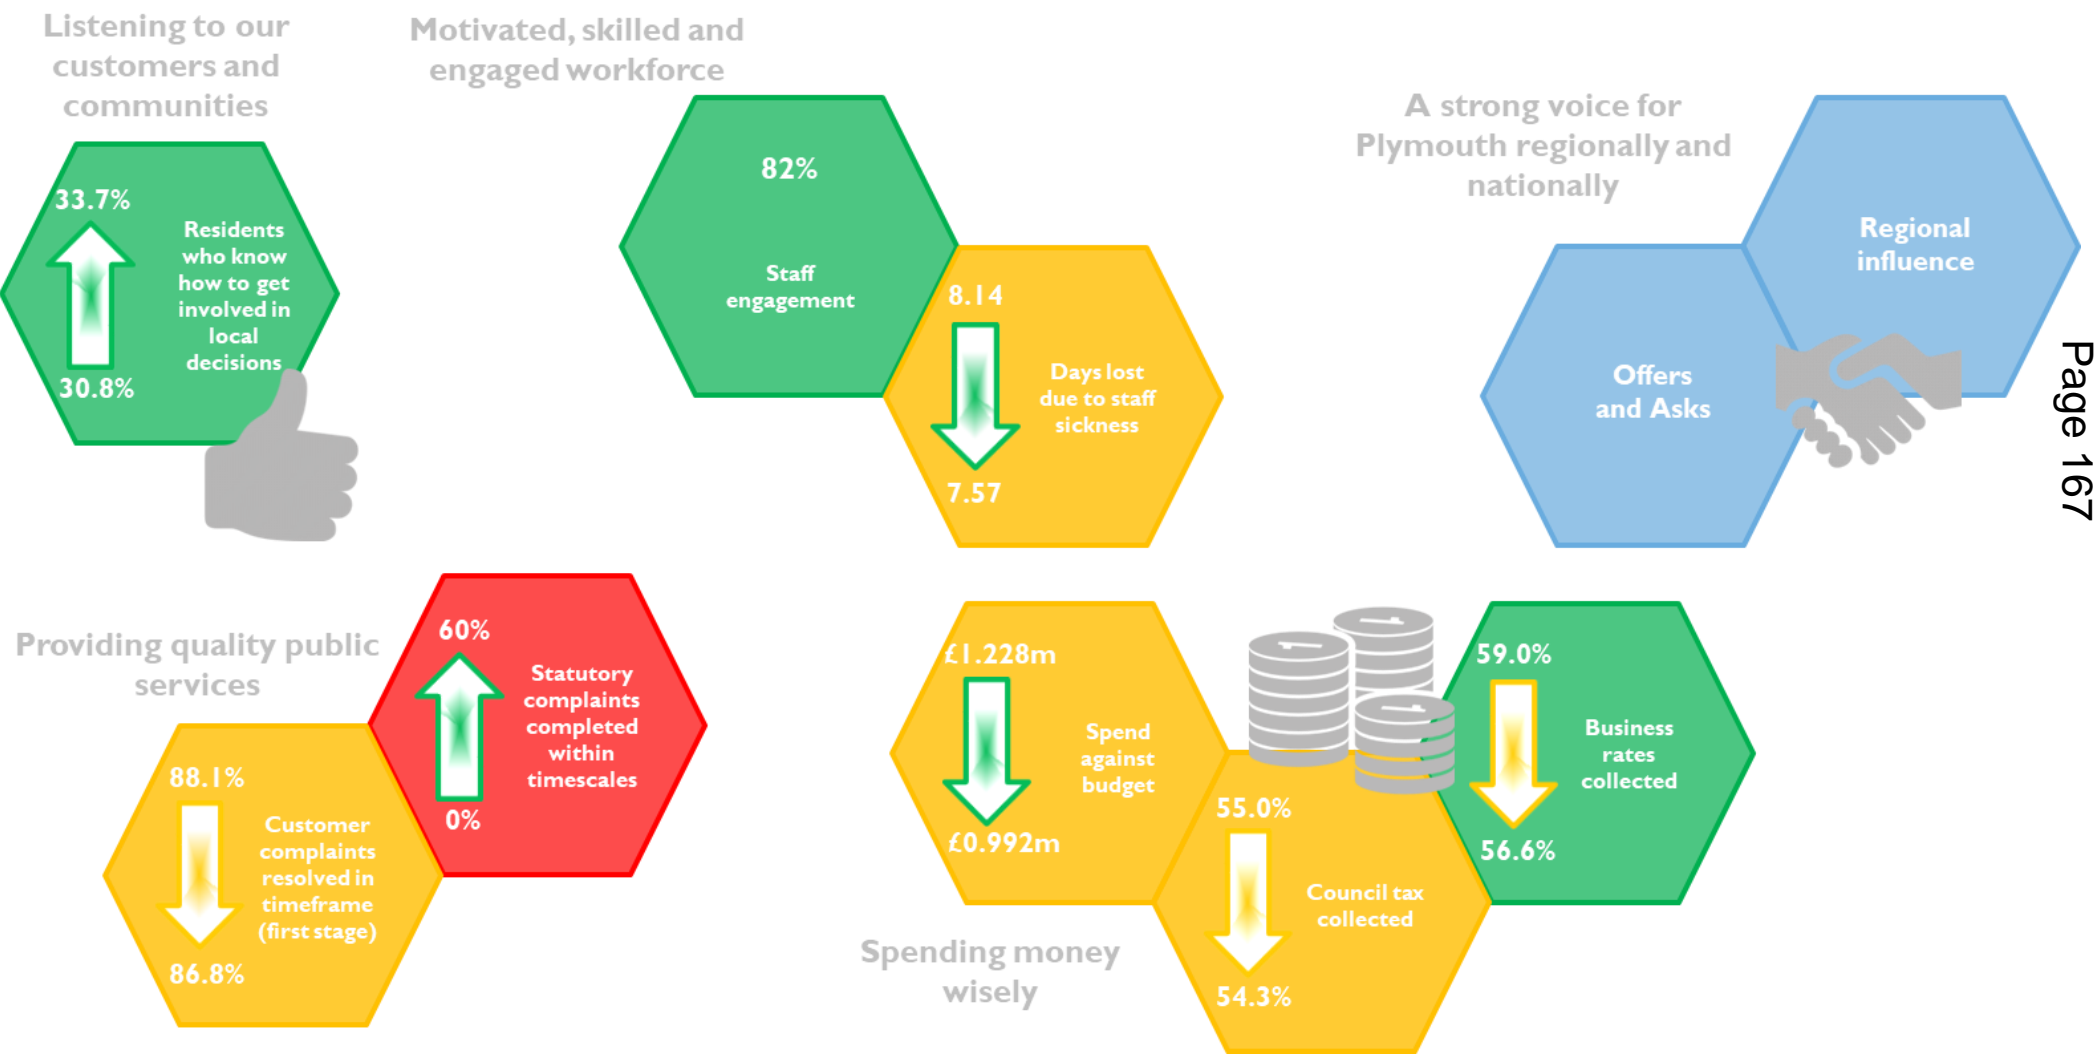 Listening to our
customers and
communities
33.7%
Residents
who know
how to get
involved in
local
decisions
30.8%
Motivated, skilled and
engaged workforce
82%
Staff
engagement
8.14
Days lost
due to staff
sickness
7.57
A strong voice for
Plymouth regionally and
nationally
Regional
influence
Offers
and Asks
Page 167
Providing quality public
services
60%
Statutory
complaints
completed
within
timescales
0%
88.1%
Customer
complaints
resolved in
timeframe
(first stage)
86.8%
£1.228m
Spend
against
budget
£0.992m
55.0%
Council tax
collected
54.3%
59.0%
Business
rates
collected
56.6%
Spending money
wisely